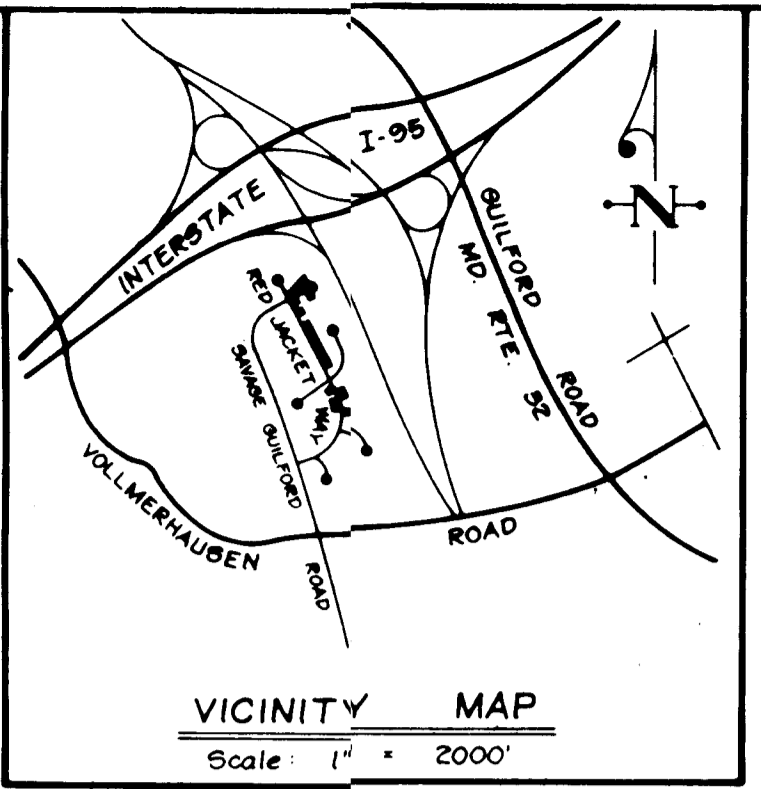 I-95
INTERSTATE
N
GUILFORD ROAD
MD. RTE. 32
RED JACKET WAY
SAVAGE GUILFORD ROAD
VOLLMERHAUSEN ROAD
VICINITY MAP
Scale: 1" = 2000'